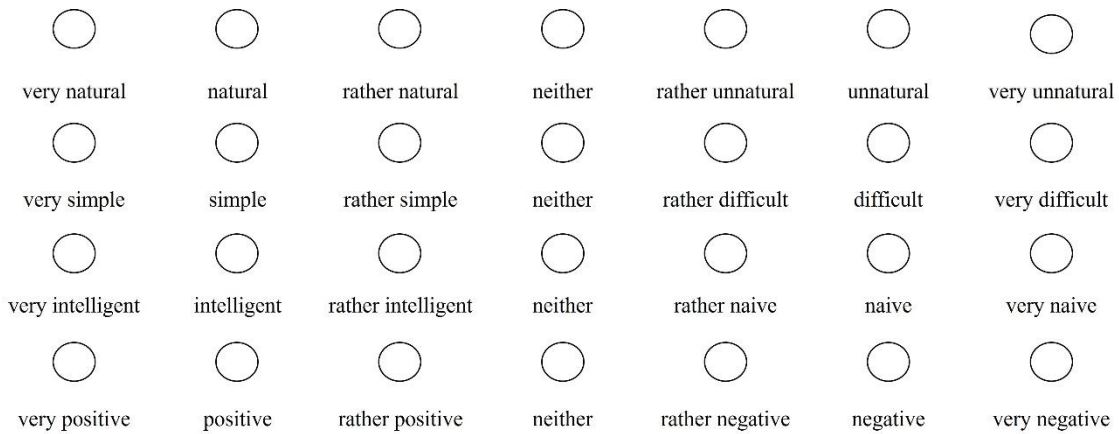 very natural natural rather natural neither rather unnatural unnatural very unnatural
very simple simple rather simple neither rather difficult difficult very difficult
very intelligent intelligent rather intelligent neither rather naive naive very naive
very positive positive rather positive neither rather negative negative very negative